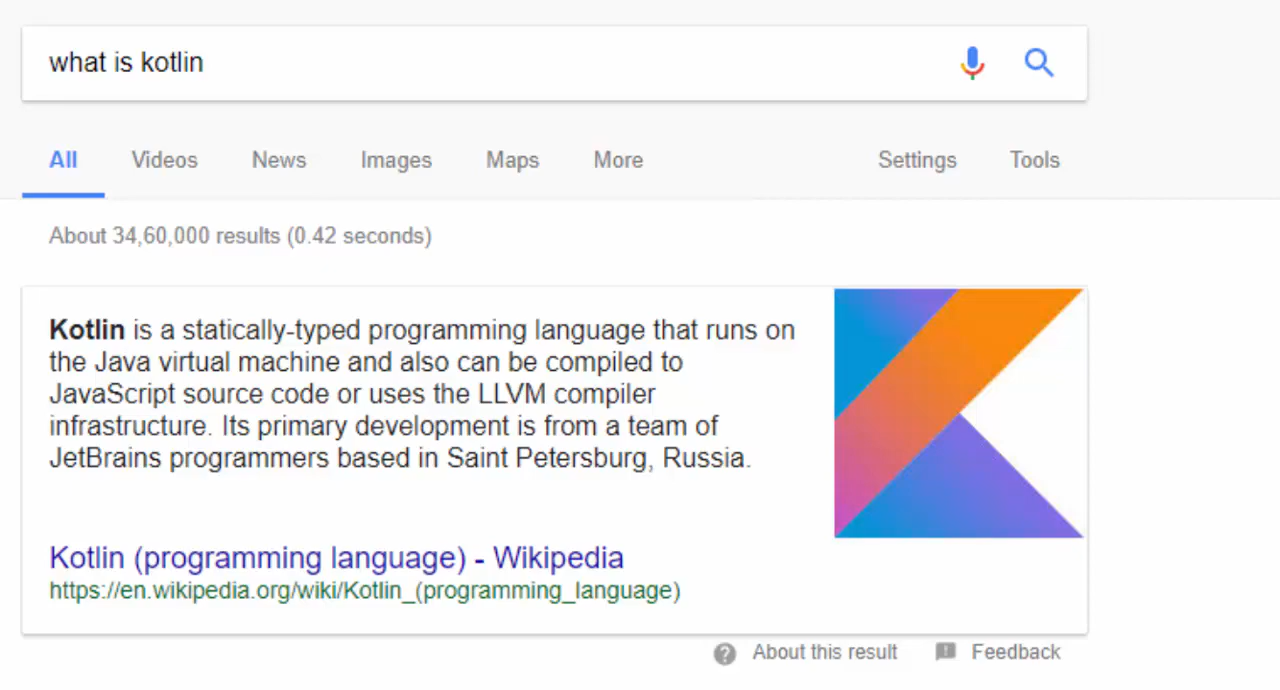 what is kotlin
All Videos News Images Maps More Settings Tools
About 34,60,000 results (0.42 seconds)
Kotlin is a statically-typed programming language that runs on
the Java virtual machine and also can be compiled to
JavaScript source code or uses the LLVM compiler
infrastructure. Its primary development is from a team of
JetBrains programmers based in Saint Petersburg, Russia.
Kotlin (programming language) - Wikipedia
https://en.wikipedia.org/wiki/Kotlin_(programming_language)
About this result Feedback